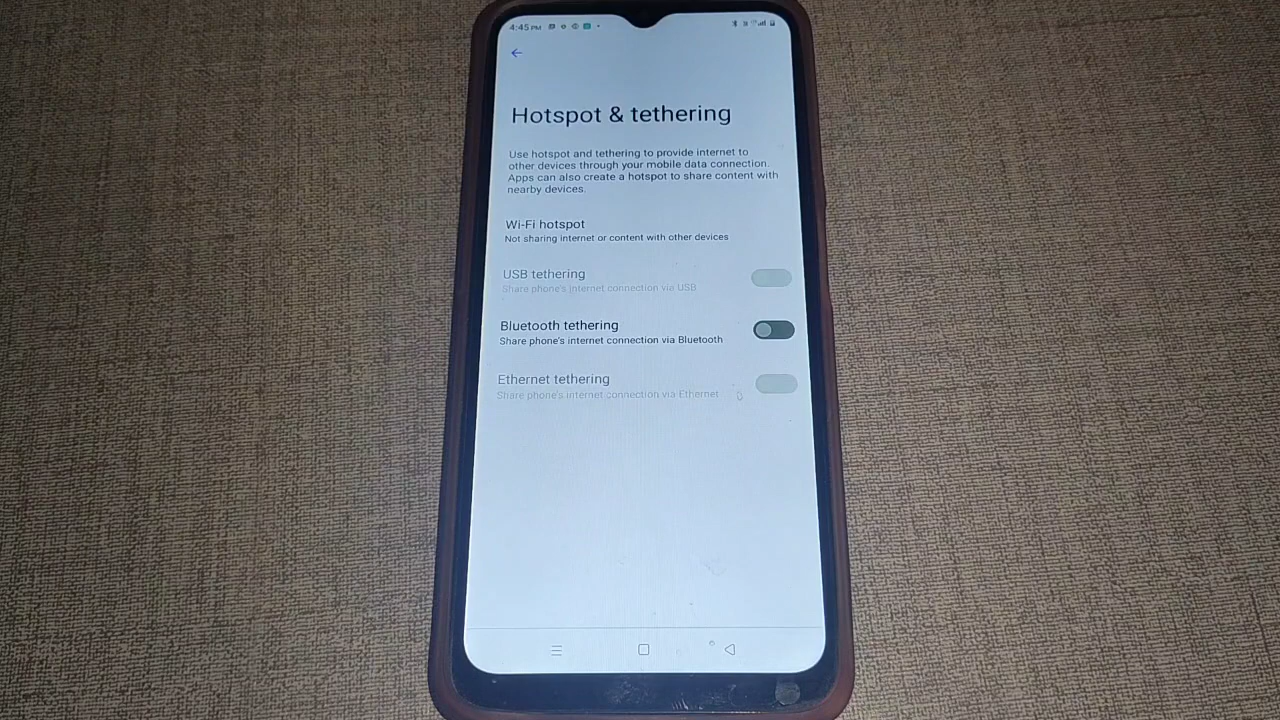 4:45 PM
Hotspot & tethering
Use hotspot and tethering to provide internet to
other devices through your mobile data connection.
Apps can also create a hotspot to share content with
nearby devices.
Wi-Fi hotspot
Not sharing internet or content with other devices
USB tethering
Share phone's internet connection via USB
Bluetooth tethering
Share phone's internet connection via Bluetooth
Ethernet tethering
Share phone's internet connection via Ethernet